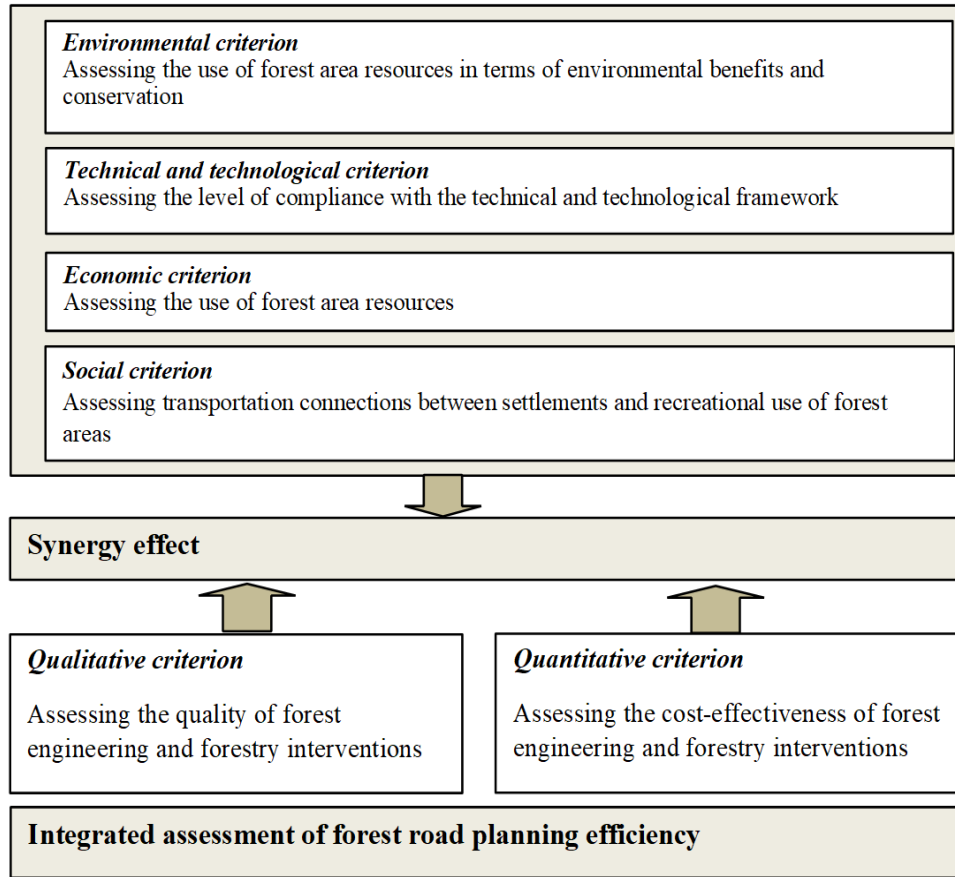 Environmental criterion
Assessing the use of forest area resources in terms of environmental benefits and
conservation
Technical and technological criterion
Assessing the level of compliance with the technical and technological framework
Economic criterion
Assessing the use of forest area resources
Social criterion
Assessing transportation connections between settlements and recreational use of forest
areas
Synergy effect
Qualitative criterion
Assessing the quality of forest
engineering and forestry interventions
Quantitative criterion
Assessing the cost-effectiveness of forest
engineering and forestry interventions
Integrated assessment of forest road planning efficiency